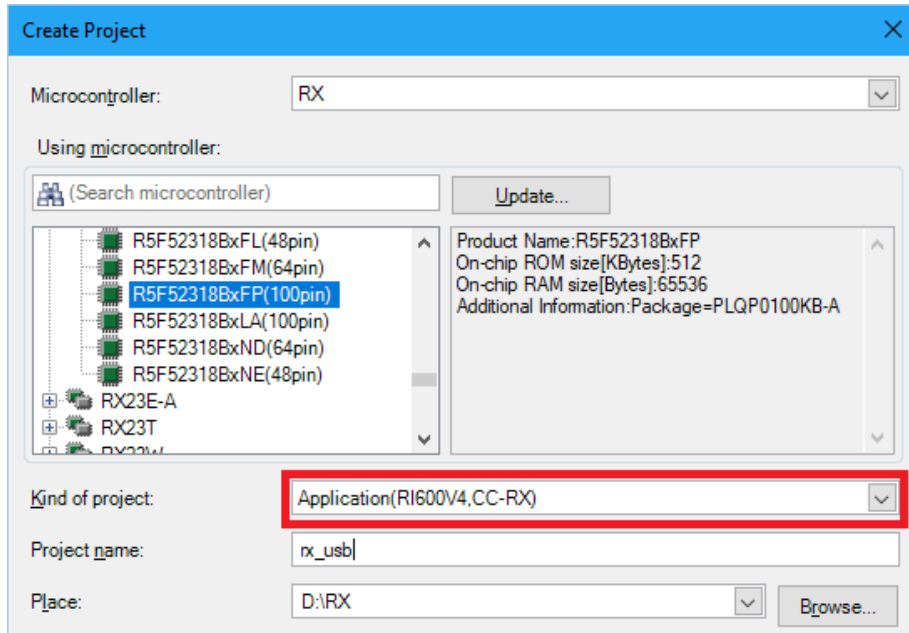 Create Project
Microcontroller:
RX
Using microcontroller:
(Search microcontroller)
Update...
R5F52318BxFL(48pin)
R5F52318BxFM(64pin)
R5F52318BxFP(100pin)
R5F52318BxLA(100pin)
R5F52318BxND(64pin)
R5F52318BxNE(48pin)
RX23E-A
RX23T
Product Name:R5F52318BxFP
On-chip ROM size[KBytes]:512
On-chip RAM size[Bytes]:65536
Additional Information:Package=PLQP0100KB-A
Kind of project:
Application(RI600V4,CC-RX)
Project name:
rx_usb
Place:
D:\RX
Browse...